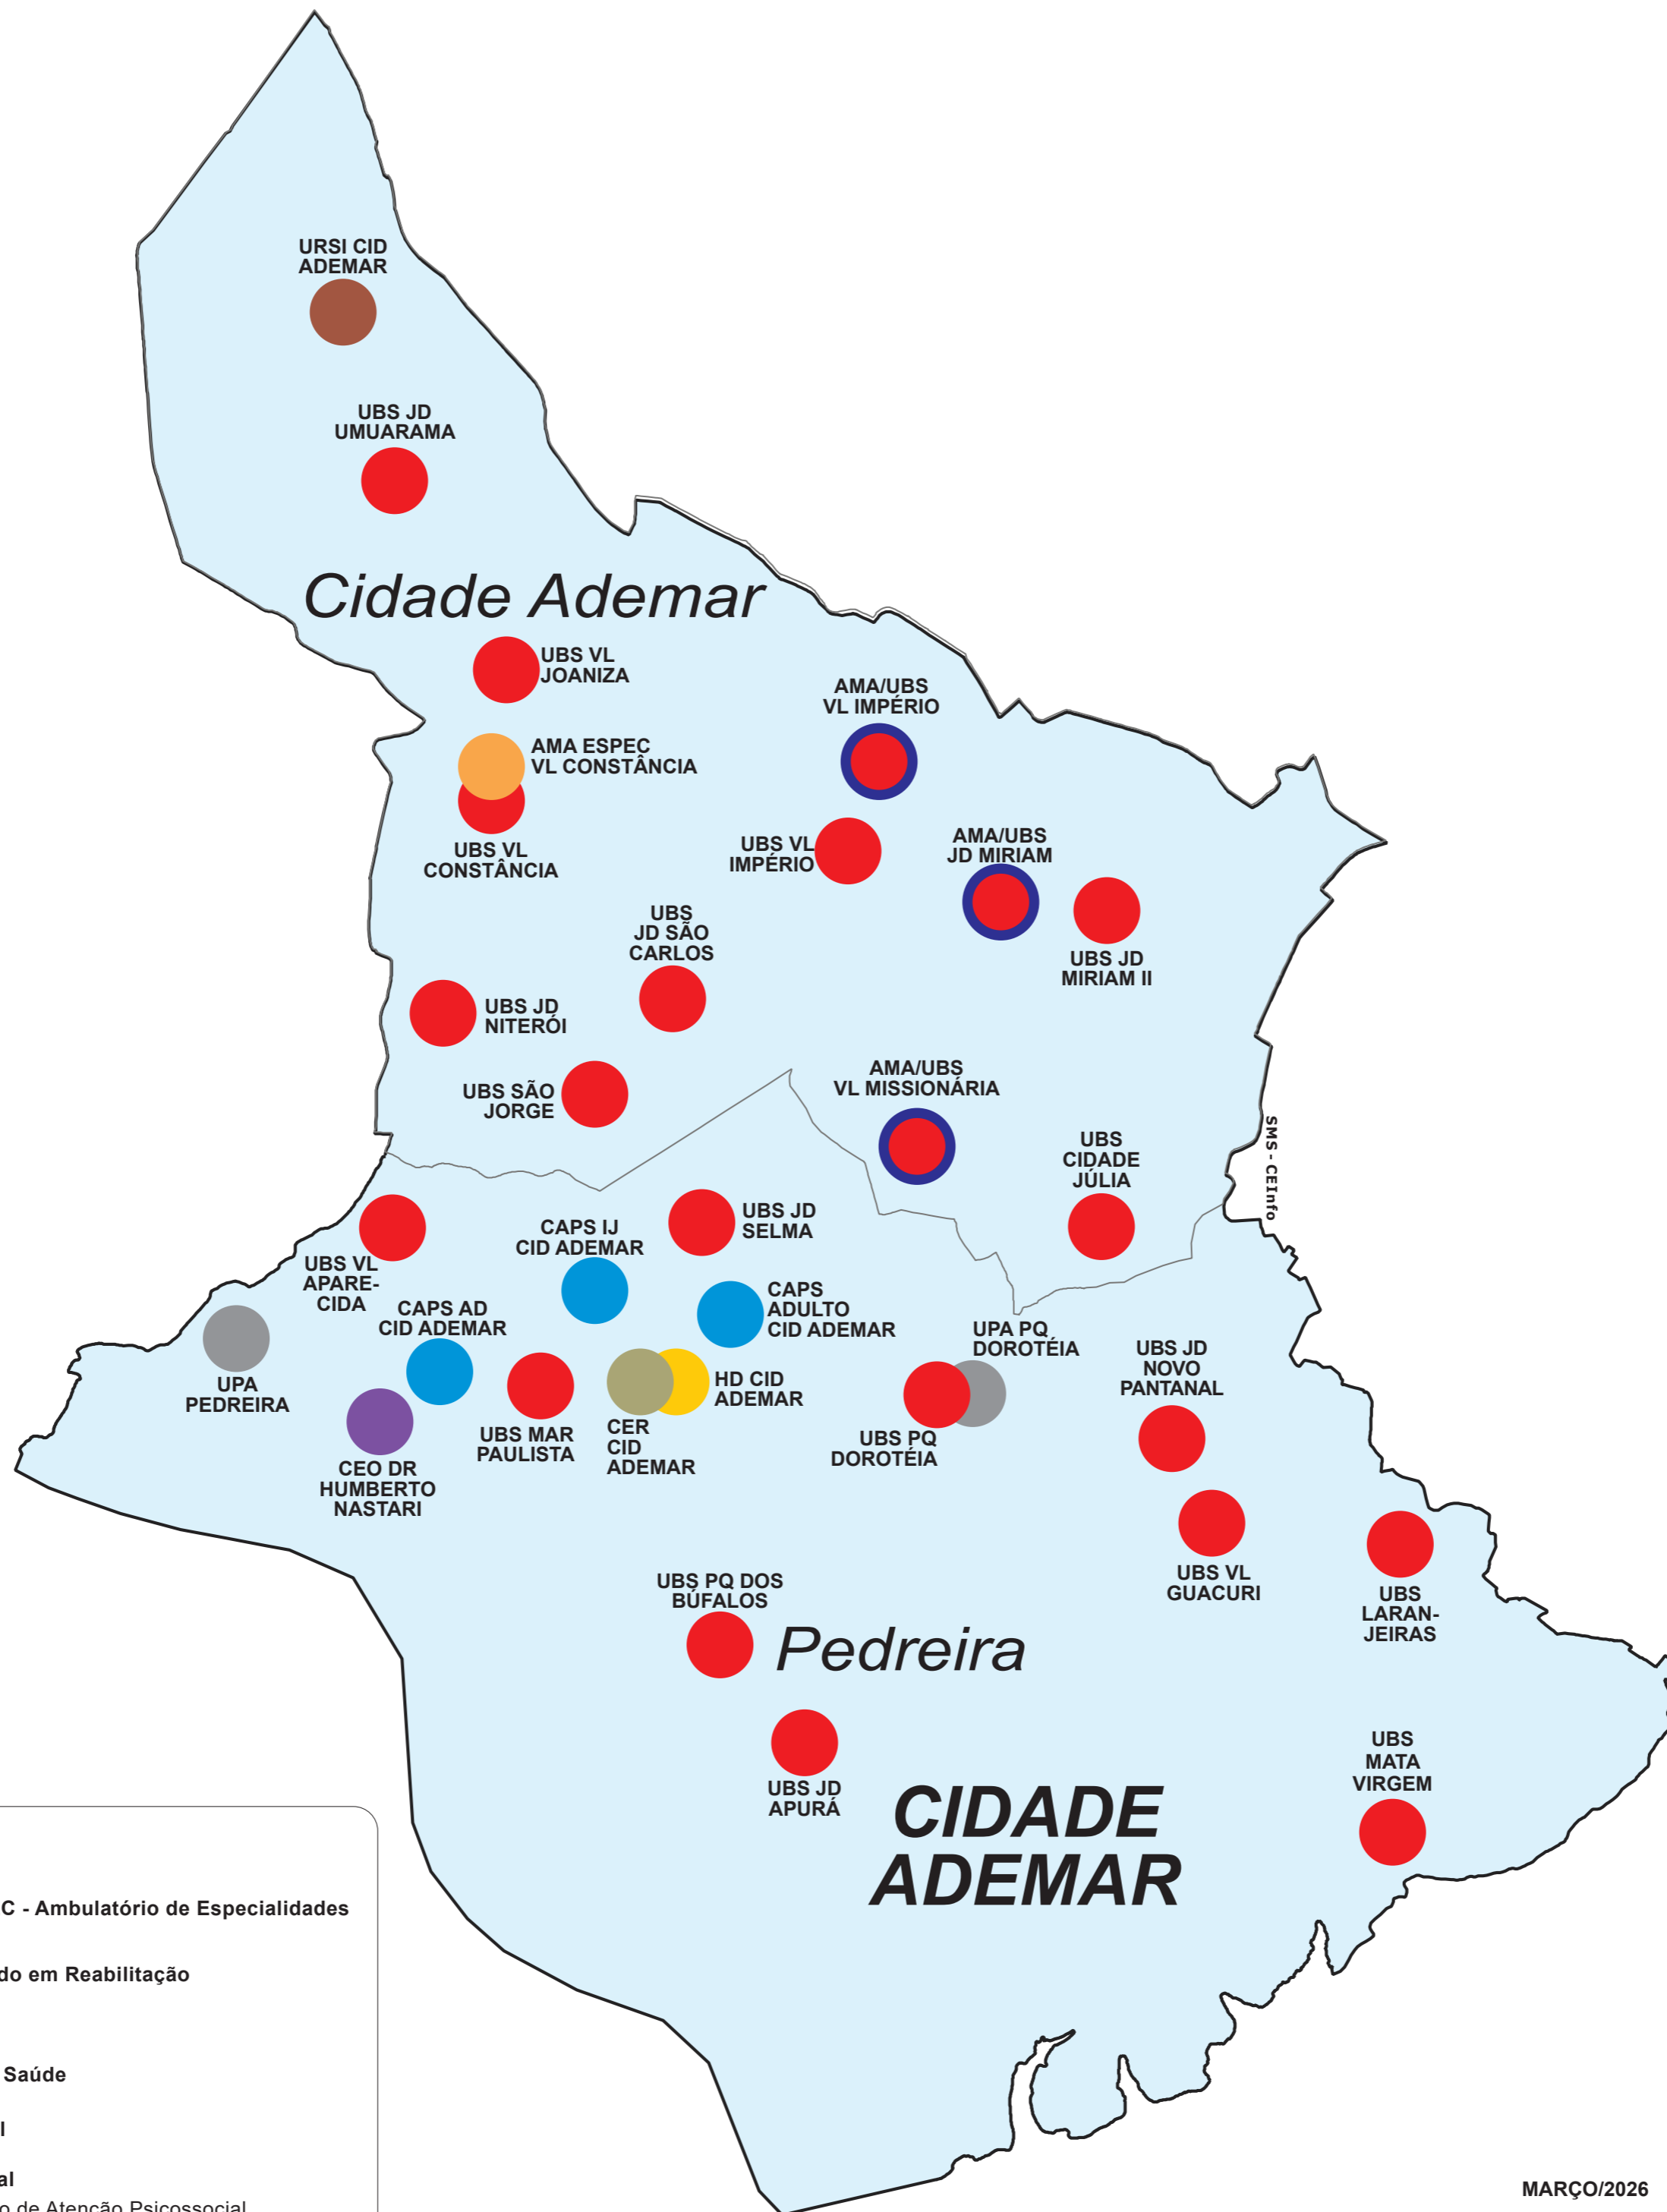 URSI CID
ADEMAR
UBS JD
UMUARAMA
Cidade Ademar
UBS VL
JOANIZA
AMA/UBS
VL IMPÉRIO
AMA ESPEC
VL CONSTÂNCIA
UBS VL
IMPÉRIO
AMA/UBS
JD MIRIAM
UBS VL
CONSTÂNCIA
UBS
JD SÃO
CARLOS
UBS JD
MIRIAM II
UBS JD
NITERÓI
UBS SÃO
JORGE
AMA/UBS
VL MISSIONÁRIA
UBS
CIDADE
JÚLIA
SMS - CEInfo
UBS JD
SELMA
CAPS IJ
CID ADEMAR
UBS VL
APARE-
CIDA
CAPS AD
CID ADEMAR
CAPS
ADULTO
CID ADEMAR
UPA PQ
DOROTÉIA
UBS JD
NOVO
PANTANAL
UPA
PEDREIRA
HD CID
ADEMAR
UBS MAR
PAULISTA
CER
CID
ADEMAR
UBS PQ
DOROTÉIA
CEO DR
HUMBERTO
NASTARI
UBS VL
GUACURI
UBS
LARAN-
JEIRAS
UBS PQ DOS
BÚFALOS
Pedreira
UBS JD
APURÁ
UBS
MATA
VIRGEM
CIDADE
ADEMAR
C - Ambulatório de Especialidades
do em Reabilitação
Saúde
l
al
o de Atenção Psicossocial
MARÇO/2026